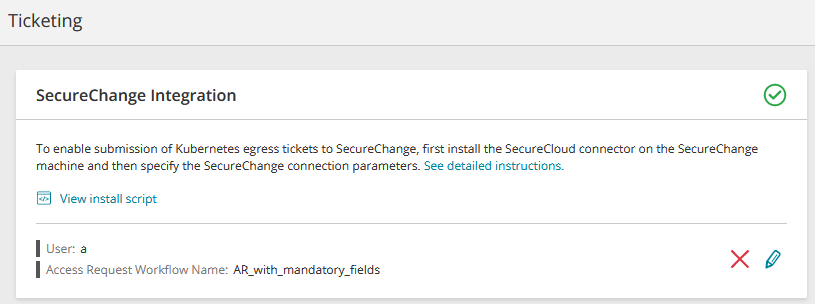 Ticketing
SecureChange Integration
To enable submission of Kubernetes egress tickets to SecureChange, first install the SecureCloud connector on the SecureChange
machine and then specify the SecureChange connection parameters. See detailed instructions.
</> View install script
User: a
Access Request Workflow Name: AR_with_mandatory_fields